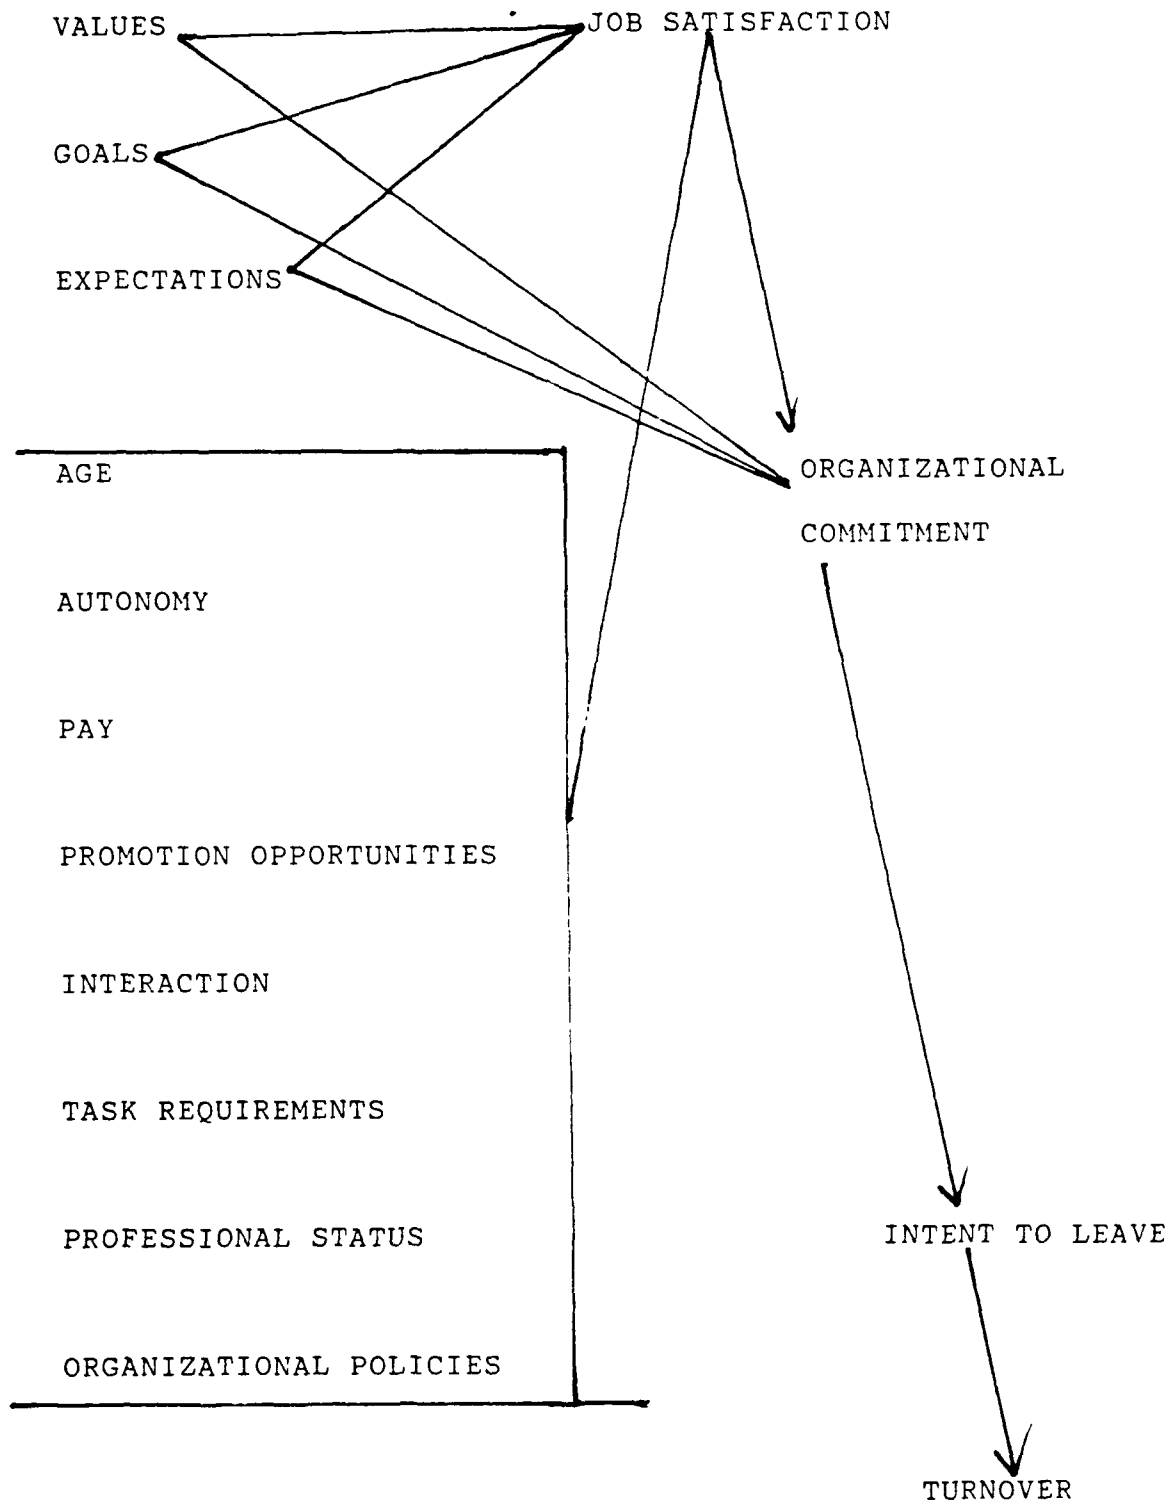 VALUES
JOB SATISFACTION
GOALS
EXPECTATIONS
AGE
ORGANIZATIONAL
COMMITMENT
AUTONOMY
PAY
PROMOTION OPPORTUNITIES
INTERACTION
TASK REQUIREMENTS
PROFESSIONAL STATUS
INTENT TO LEAVE
ORGANIZATIONAL POLICIES
TURNOVER